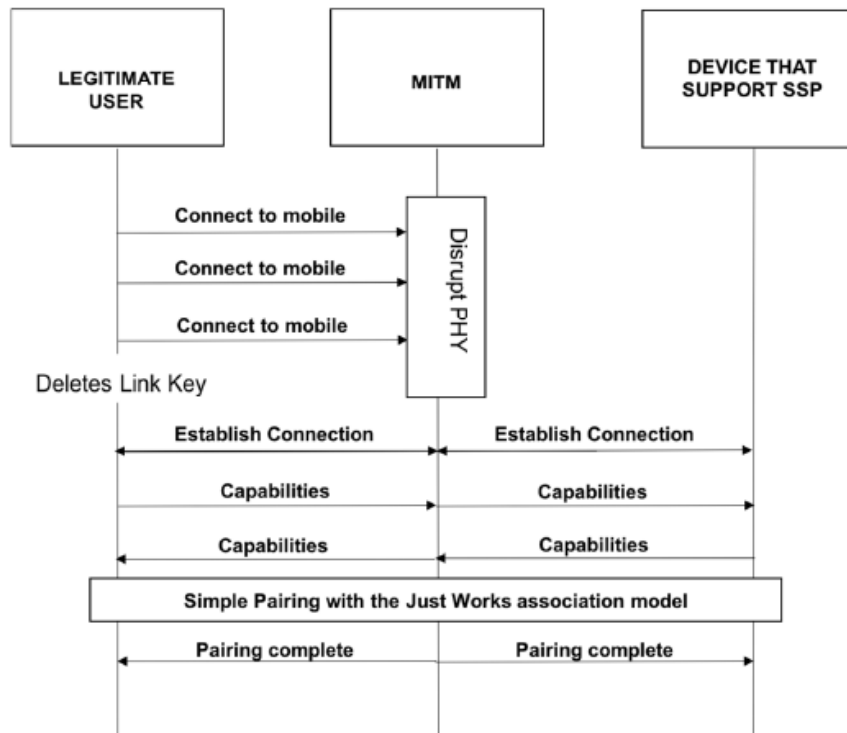 LEGITIMATE
USER
MITM
DEVICE THAT
SUPPORT SSP
Connect to mobile
Connect to mobile
Connect to mobile
Disrupt PHY
Deletes Link Key
Establish Connection
Establish Connection
Capabilities
Capabilities
Capabilities
Capabilities
Simple Pairing with the Just Works association model
Pairing complete
Pairing complete